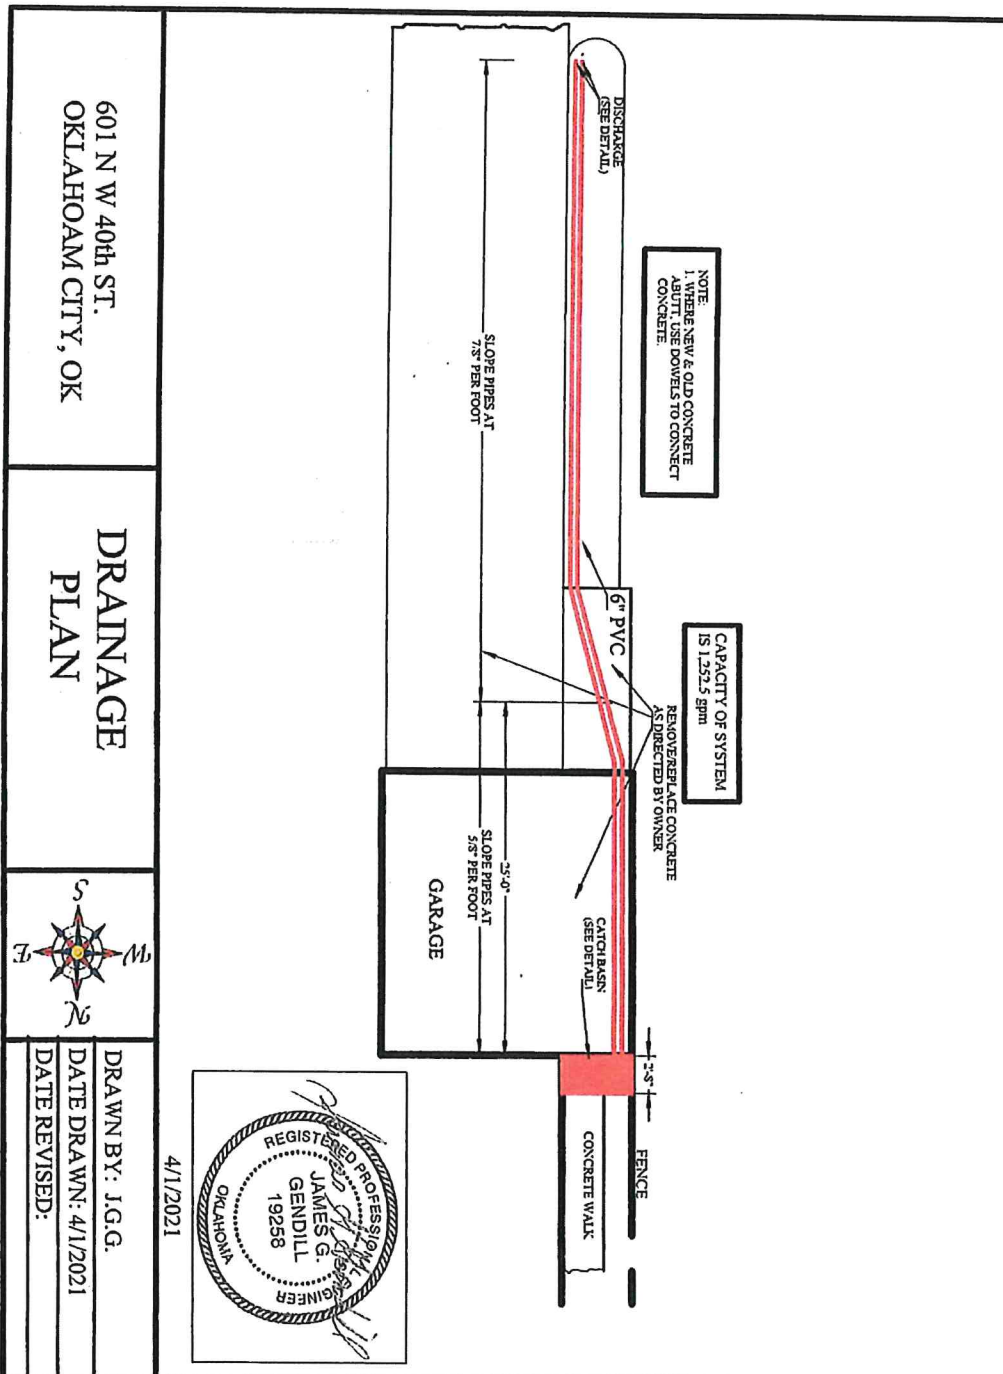 DISCHARGE
(SEE DETAIL)
NOTE:
1. WHERE NEW & OLD CONCRETE
ABUTT, USE DOWELS TO CONNECT
CONCRETE.
SLOPE PIPES AT
7/8" PER FOOT
6" PVC
CAPACITY OF SYSTEM
IS 1,252.5 gpm
REMOVE/REPLACE CONCRETE
AS DIRECTED BY OWNER
25'-0"
SLOPE PIPES AT
5/8" PER FOOT
GARAGE
CATCH BASIN
(SEE DETAIL)
2'-8"
FENCE
CONCRETE WALK
REGISTERED PROFESSIONAL ENGINEER
JAMES G.
GENDILL
19258
OKLAHOMA
4/1/2021
601 N W 40th ST.
OKLAHOAM CITY, OK
DRAINAGE
PLAN
S
W
E
N
DRAWN BY: J.G.G.
DATE DRAWN: 4/1/2021
DATE REVISED: